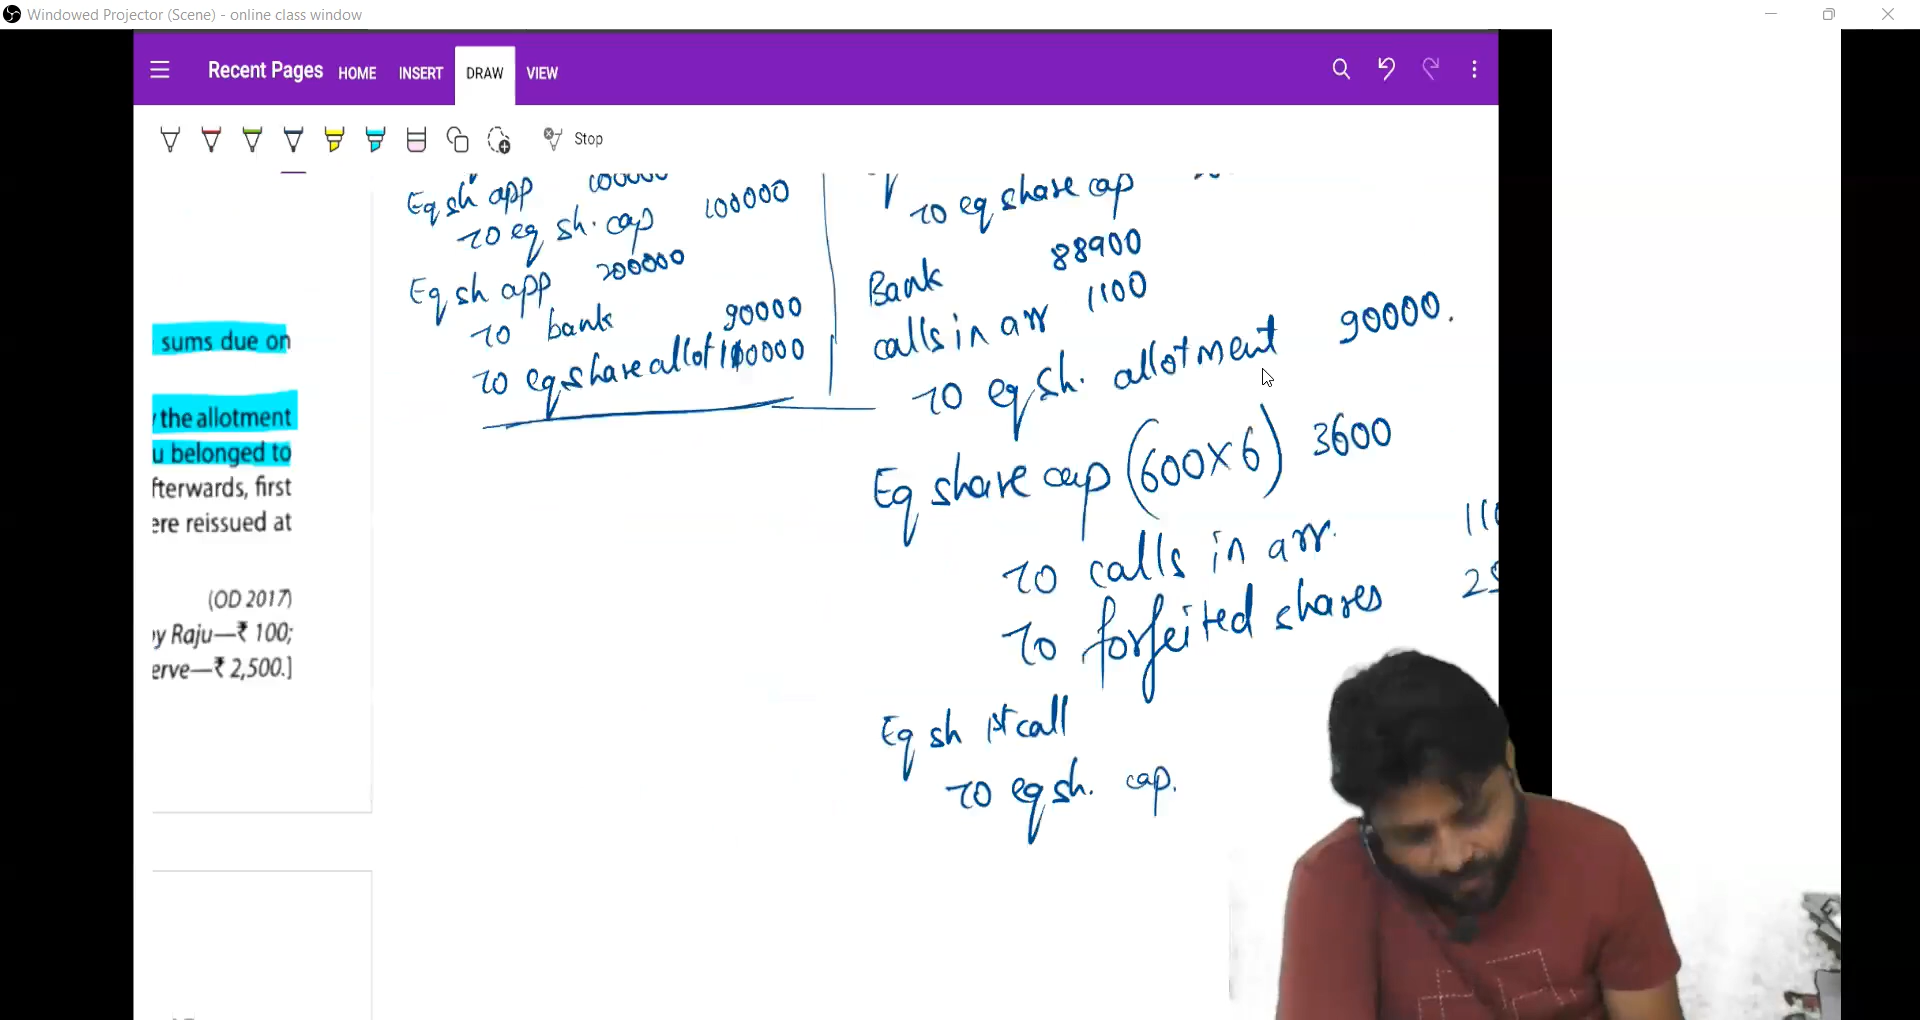 Windowed Projector (Scene) - online class window
Recent Pages HOME INSERT DRAW VIEW
Stop
sums due on
the allotment
u belonged to
fterwards, first
ere reissued at
(OD 2017)
y Raju—₹ 100;
erve—₹ 2,500.]
Eq sh app 100000
To eq sh. cap 100000
Eq sh app 200000
To bank 90000
To eq share allot 110000
To eq share cap
Bank 88900
calls in arr 1100
To eq sh. allotment 90000.
Eq share cap (600×6) 3600
To calls in arr. 110
To forfeited shares 25
Eq sh 1st call
To eq sh. cap.